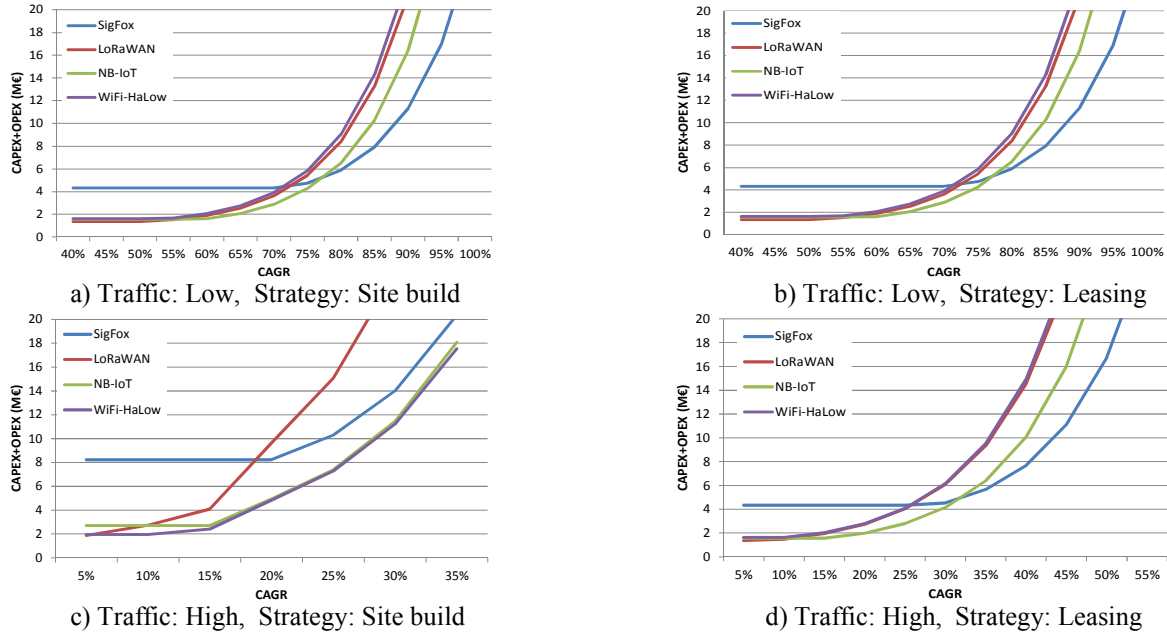 20
18
16
14
12
10
8
6
4
2
0
CAPEX+OPEX (M€)
SigFox
LoRaWAN
NB-IoT
WiFi-HaLow
40% 45% 50% 55% 60% 65% 70% 75% 80% 85% 90% 95% 100%
CAGR
a) Traffic: Low, Strategy: Site build
20
18
16
14
12
10
8
6
4
2
0
CAPEX+OPEX (M€)
SigFox
LoRaWAN
NB-IoT
WiFi-HaLow
40% 45% 50% 55% 60% 65% 70% 75% 80% 85% 90% 95% 100%
CAGR
b) Traffic: Low, Strategy: Leasing
20
18
16
14
12
10
8
6
4
2
0
CAPEX+OPEX (M€)
SigFox
LoRaWAN
NB-IoT
WiFi-HaLow
5% 10% 15% 20% 25% 30% 35%
CAGR
c) Traffic: High, Strategy: Site build
20
18
16
14
12
10
8
6
4
2
0
CAPEX+OPEX (M€)
SigFox
LoRaWAN
NB-IoT
WiFi-HaLow
5% 10% 15% 20% 25% 30% 35% 40% 45% 50% 55%
CAGR
d) Traffic: High, Strategy: Leasing